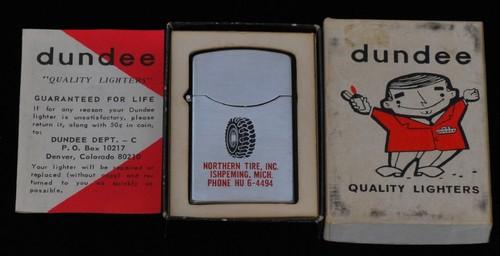 dundee
"QUALITY LIGHTERS"
GUARANTEED FOR LIFE
If for any reason your Dundee
lighter is unsatisfactory, please
return it, along with 50¢ in coin,
to:
DUNDEE DEPT. – C
P. O. Box 10217
Denver, Colorado 80210
Your lighter will be repaired or
replaced (without copy) and re-
turned to you as quickly as
possible.
NORTHERN TIRE, INC.
ISHPEMING, MICH.
PHONE HU 6-4494
dundee
QUALITY LIGHTERS